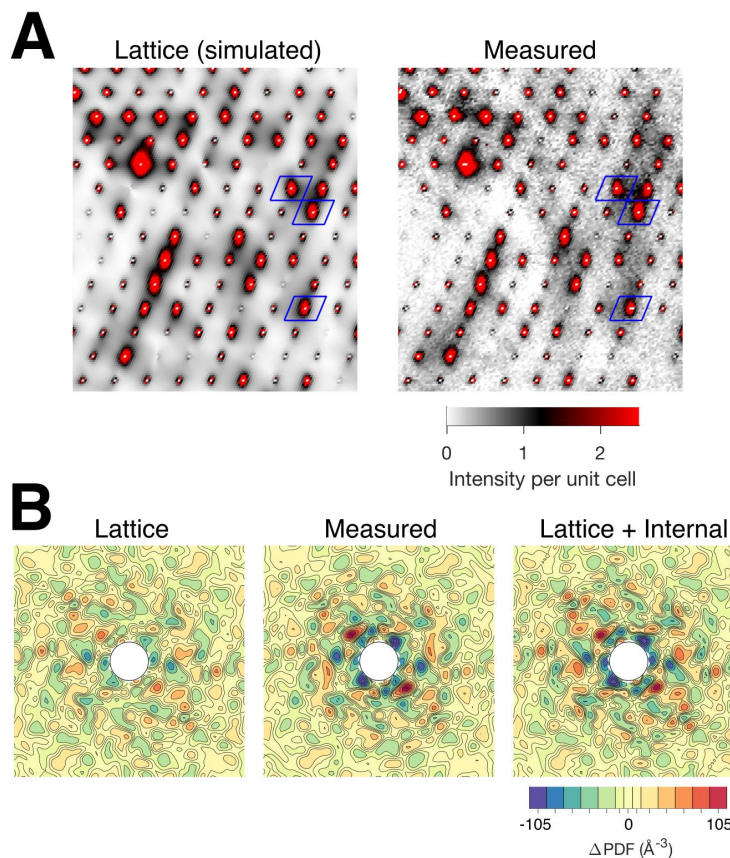 A
Lattice (simulated)
Measured
0
1
2
Intensity per unit cell
B
Lattice
Measured
Lattice + Internal
-105
0
105
ΔPDF (Å⁻³)